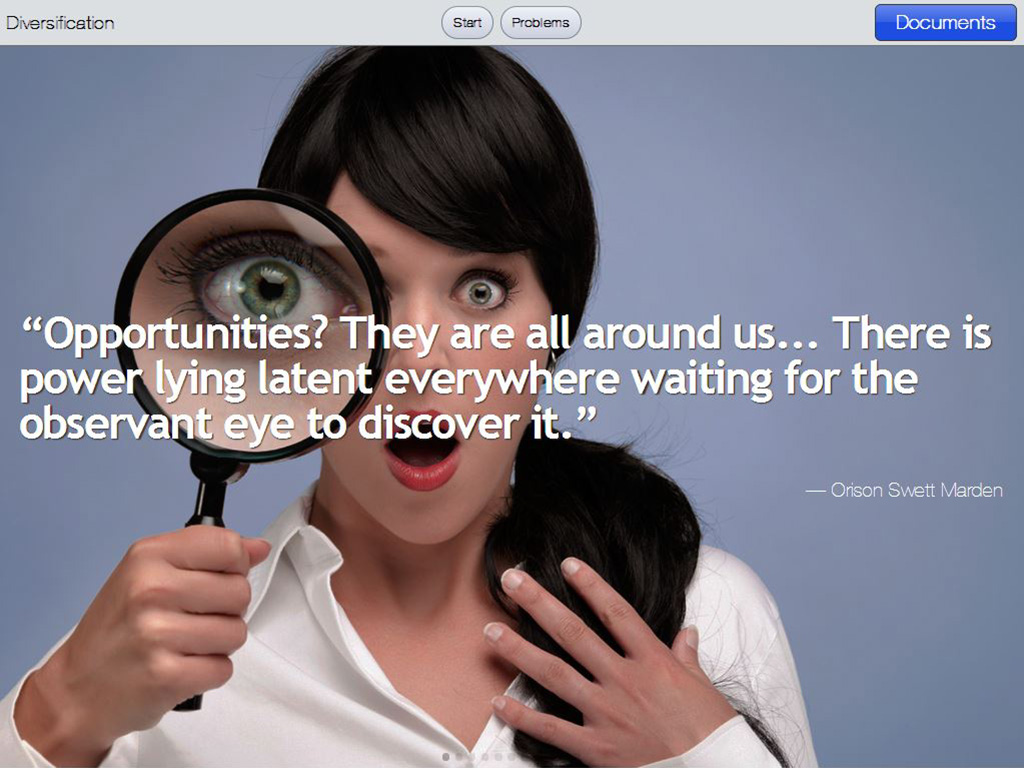 Diversification
Start
Problems
Documents
“Opportunities? They are all around us... There is
power lying latent everywhere waiting for the
observant eye to discover it.”
— Orison Swett Marden